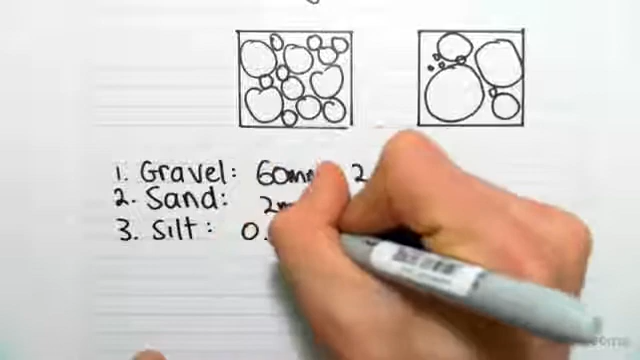 1. Gravel: 60mm 2
2. Sand: 2m
3. Silt: 0.